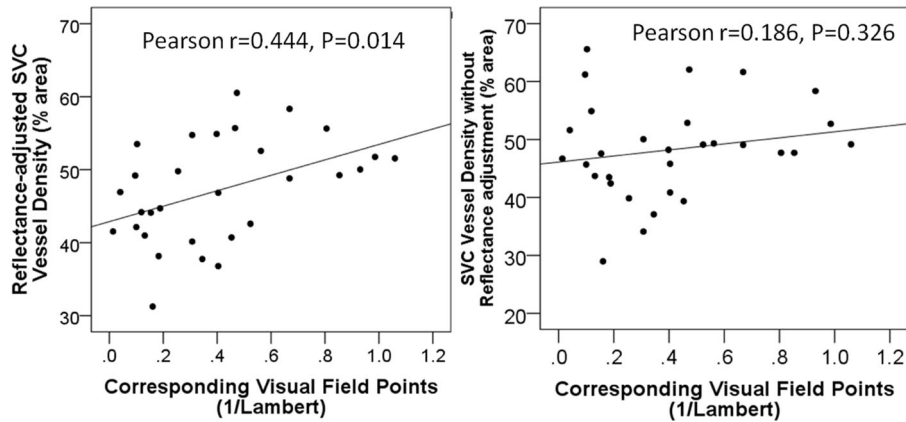 Pearson r=0.444, P=0.014
Reflectance-adjusted SVC
Vessel Density (% area)
70
60
50
40
30
.0 .2 .4 .6 .8 1.0 1.2
Corresponding Visual Field Points
(1/Lambert)
Pearson r=0.186, P=0.326
SVC Vessel Density without
Reflectance adjustment (% area)
70
60
50
40
30
20
.0 .2 .4 .6 .8 1.0 1.2
Corresponding Visual Field Points
(1/Lambert)